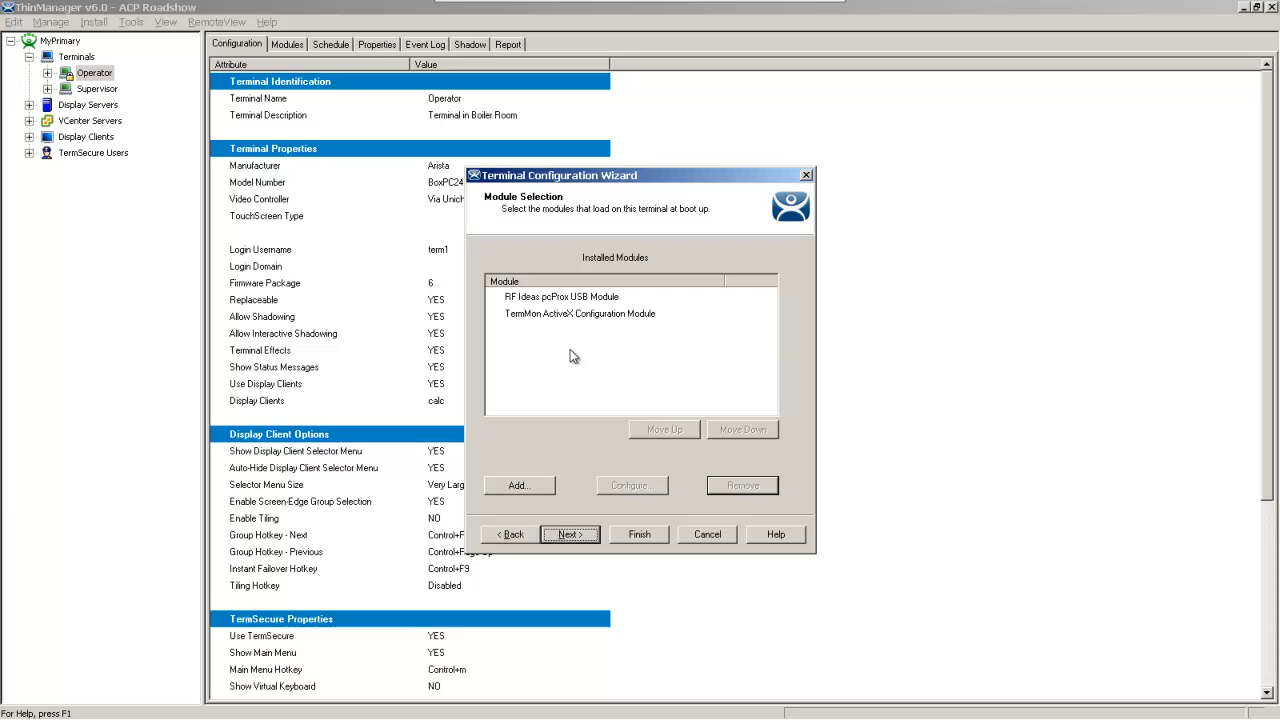 ThinManager v6.0 - ACP Roadshow
Edit Manage Install Tools View RemoteView Help
MyPrimary
Terminals
Operator
Supervisor
Display Servers
VCenter Servers
Display Clients
TermSecure Users
Configuration Modules Schedule Properties Event Log Shadow Report
Attribute Value
Terminal Identification
Terminal Name Operator
Terminal Description Terminal in Boiler Room
Terminal Properties
Manufacturer Arista
Model Number BoxPC24
Video Controller Via Unich
TouchScreen Type
Login Username term1
Login Domain
Firmware Package 6
Replaceable YES
Allow Shadowing YES
Allow Interactive Shadowing YES
Terminal Effects YES
Show Status Messages YES
Use Display Clients YES
Display Clients calc
Display Client Options
Show Display Client Selector Menu YES
Auto-Hide Display Client Selector Menu YES
Selector Menu Size Very Larg
Enable Screen-Edge Group Selection YES
Enable Tiling NO
Group Hotkey - Next Control+F
Group Hotkey - Previous Control+
Instant Failover Hotkey Control+F9
Tiling Hotkey Disabled
TermSecure Properties
Use TermSecure YES
Show Main Menu YES
Main Menu Hotkey Control+m
Show Virtual Keyboard NO
Terminal Configuration Wizard
Module Selection
Select the modules that load on this terminal at boot up.
Installed Modules
Module
RF Ideas pcProx USB Module
TermMon ActiveX Configuration Module
Move Up Move Down
Add... Configure... Remove
< Back Next > Finish Cancel Help
For Help, press F1